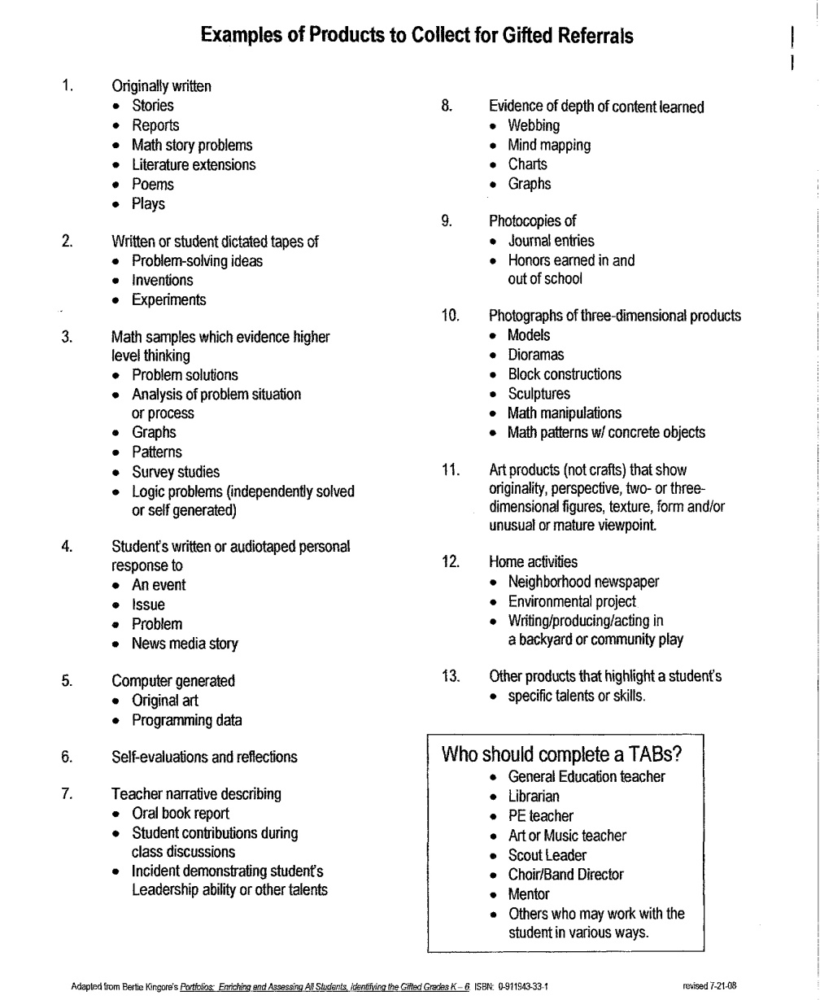 Examples of Products to Collect for Gifted Referrals
1. Originally written
• Stories
• Reports
• Math story problems
• Literature extensions
• Poems
• Plays
2. Written or student dictated tapes of
• Problem-solving ideas
• Inventions
• Experiments
3. Math samples which evidence higher
level thinking
• Problem solutions
• Analysis of problem situation
or process
• Graphs
• Patterns
• Survey studies
• Logic problems (independently solved
or self generated)
4. Student's written or audiotaped personal
response to
• An event
• Issue
• Problem
• News media story
5. Computer generated
• Original art
• Programming data
6. Self-evaluations and reflections
7. Teacher narrative describing
• Oral book report
• Student contributions during
class discussions
• Incident demonstrating student's
Leadership ability or other talents
8. Evidence of depth of content learned
• Webbing
• Mind mapping
• Charts
• Graphs
9. Photocopies of
• Journal entries
• Honors earned in and
out of school
10. Photographs of three-dimensional products
• Models
• Dioramas
• Block constructions
• Sculptures
• Math manipulations
• Math patterns w/ concrete objects
11. Art products (not crafts) that show
originality, perspective, two- or three-
dimensional figures, texture, form and/or
unusual or mature viewpoint.
12. Home activities
• Neighborhood newspaper
• Environmental project
• Writing/producing/acting in
a backyard or community play
13. Other products that highlight a student's
• specific talents or skills.
Who should complete a TABs?
• General Education teacher
• Librarian
• PE teacher
• Art or Music teacher
• Scout Leader
• Choir/Band Director
• Mentor
• Others who may work with the
student in various ways.
Adapted from Bertie Kingore's Portfolios: Enriching and Assessing All Students, identifying the Gifted Grades K – 6. ISBN: 0-911943-33-1
revised 7-21-08